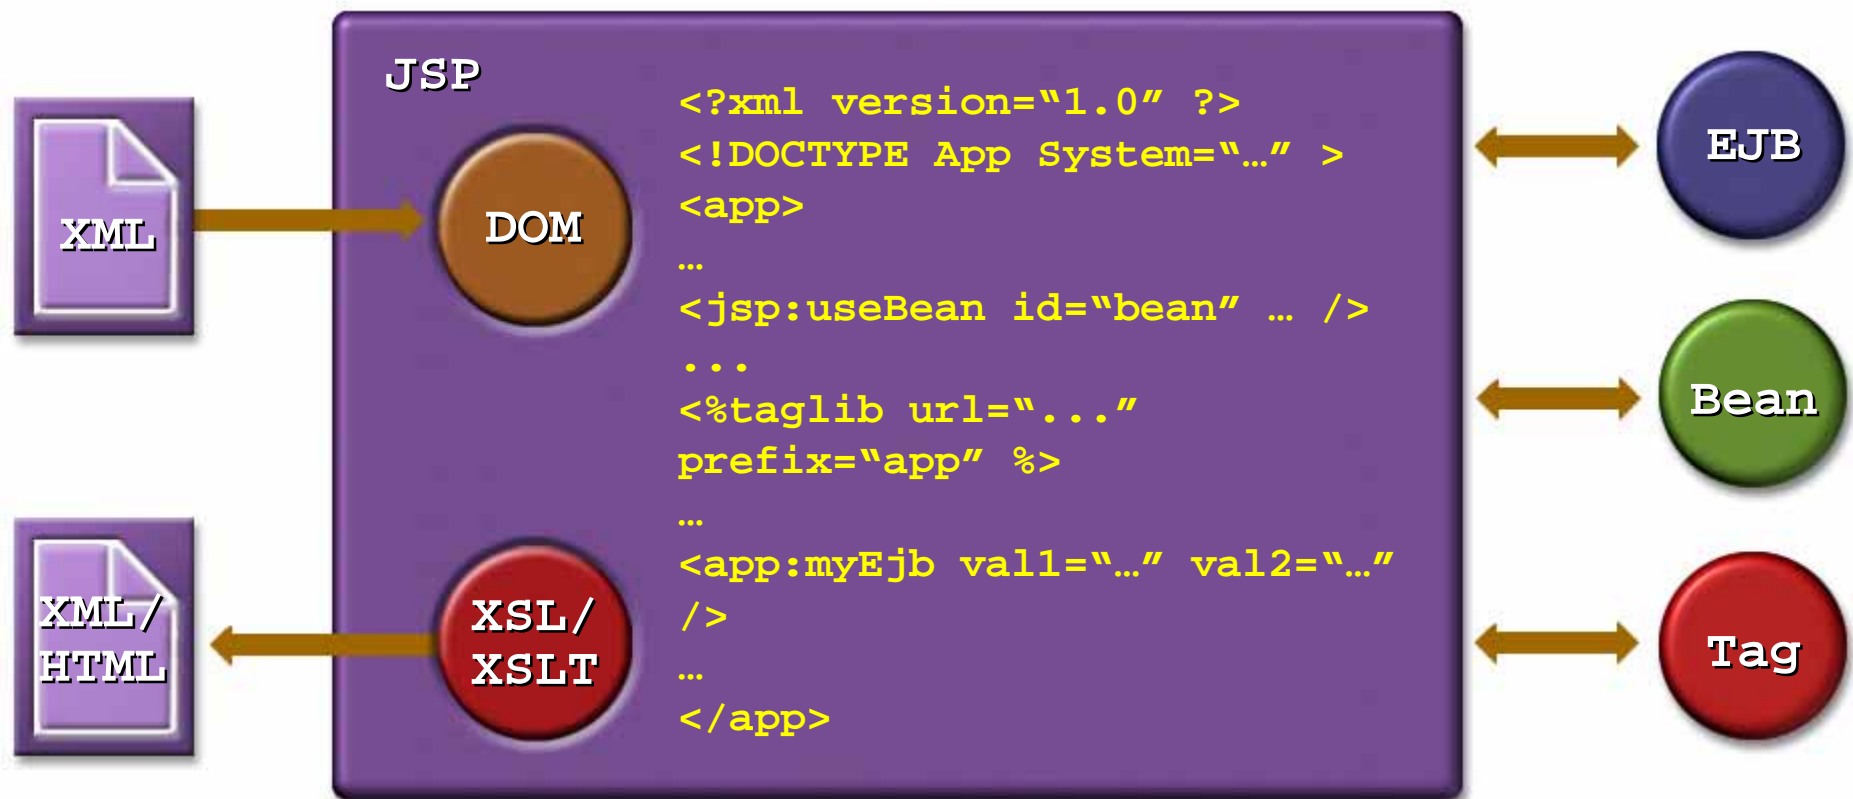 JSP
XML
DOM
<?xml version=“1.0” ?>
<!DOCTYPE App System=“…” >
<app>
…
<jsp:useBean id=“bean” … />
...
<%taglib url=“...”
prefix=“app” %>
…
<app:myEjb val1=“…” val2=“…”
/>
…
</app>
XML/
HTML
XSL/
XSLT
EJB
Bean
Tag